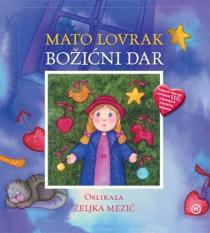 MATO LOVRAK
BOŽIĆNI DAR
OSLIKALA
ŽELJKA MEZIĆ